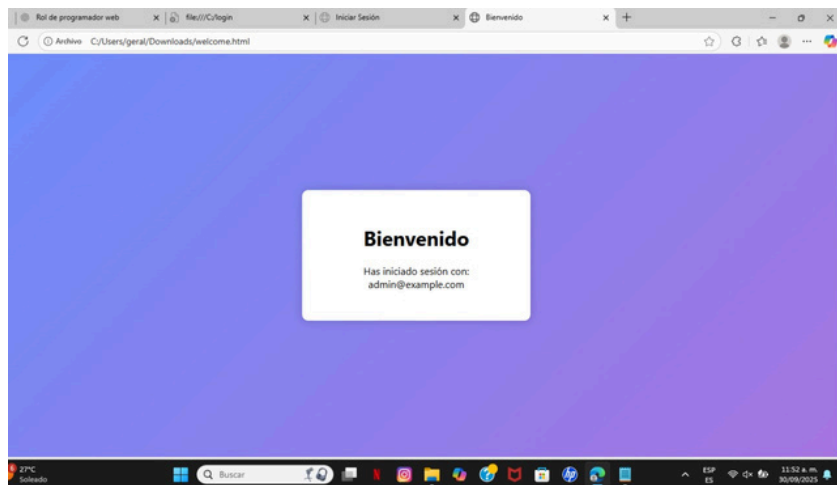 Rol de programador web
file:///C:/login
Iniciar Sesión
Bienvenido
Archivo C:/Users/geral/Downloads/welcome.html
Bienvenido
Has iniciado sesión con:
admin@example.com
27°C
Soleado
Buscar
ESP
ES
11:52 a. m.
30/09/2025